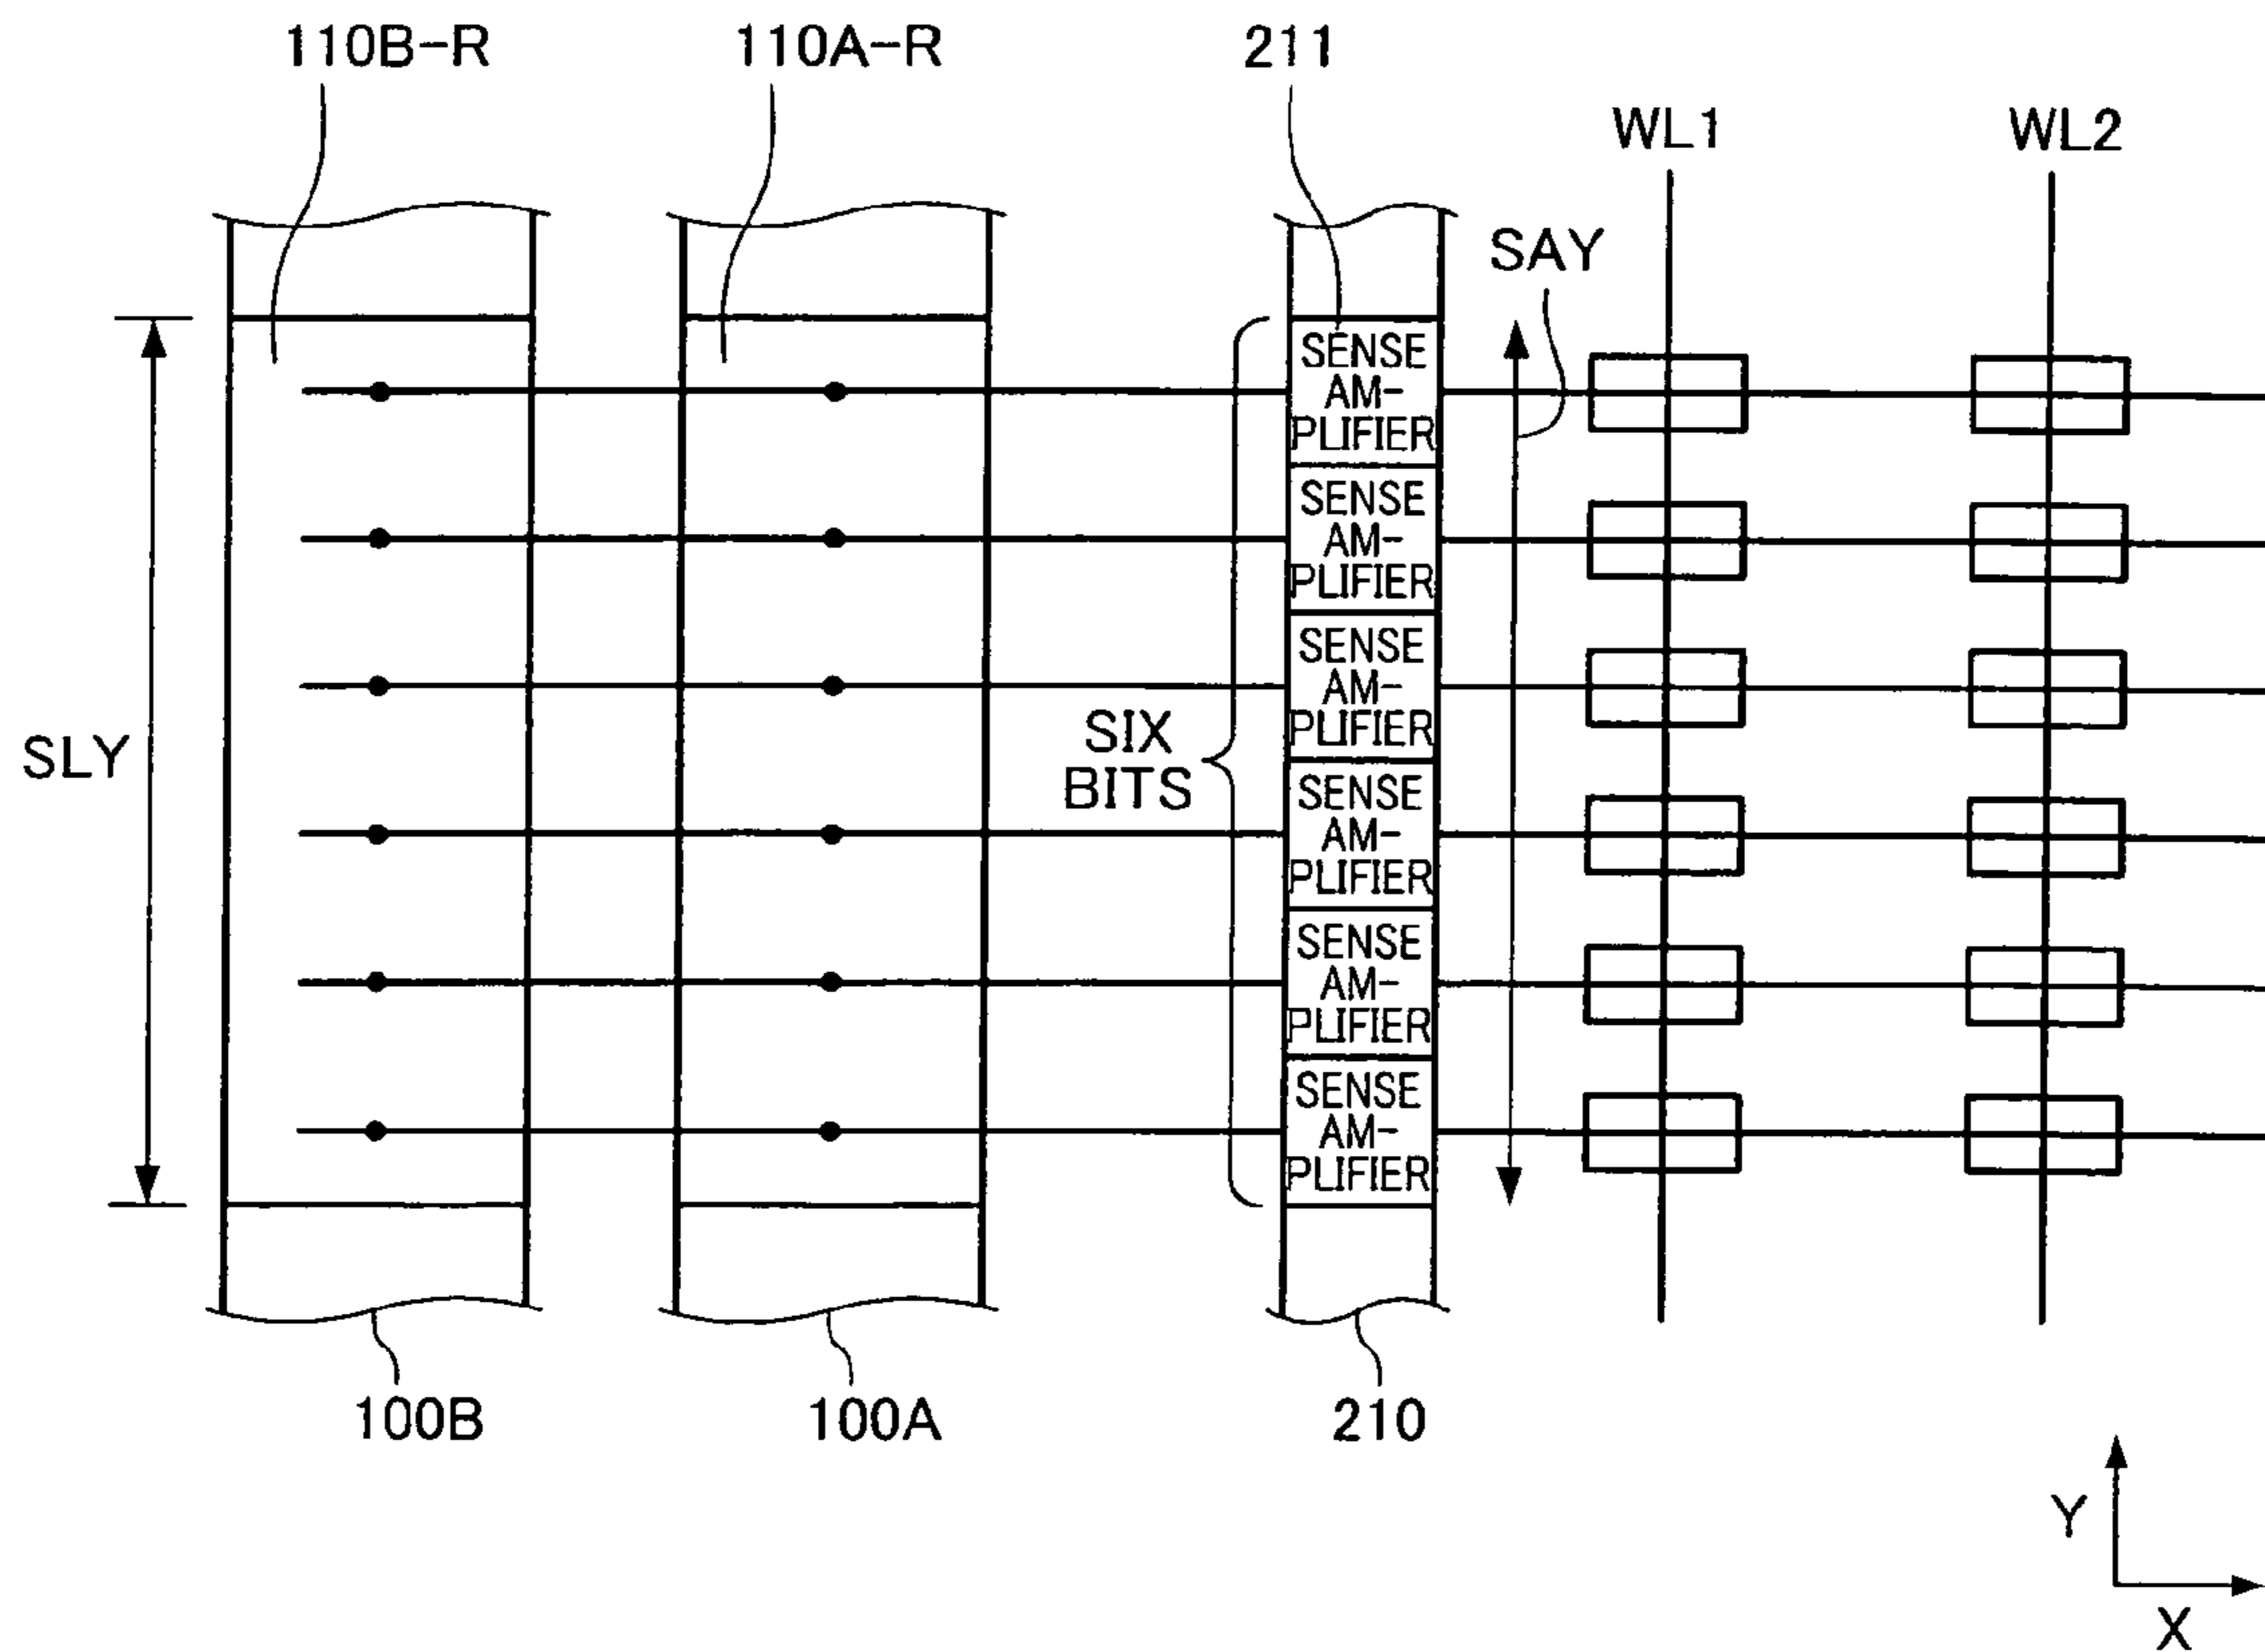 110B-R
110A-R
211
WL1
WL2
SAY
SENSE
AM-
PLIFIER
SENSE
AM-
PLIFIER
SENSE
AM-
PLIFIER
SENSE
AM-
PLIFIER
SENSE
AM-
PLIFIER
SENSE
AM-
PLIFIER
SLY
SIX
BITS
100B
100A
210
Y
X